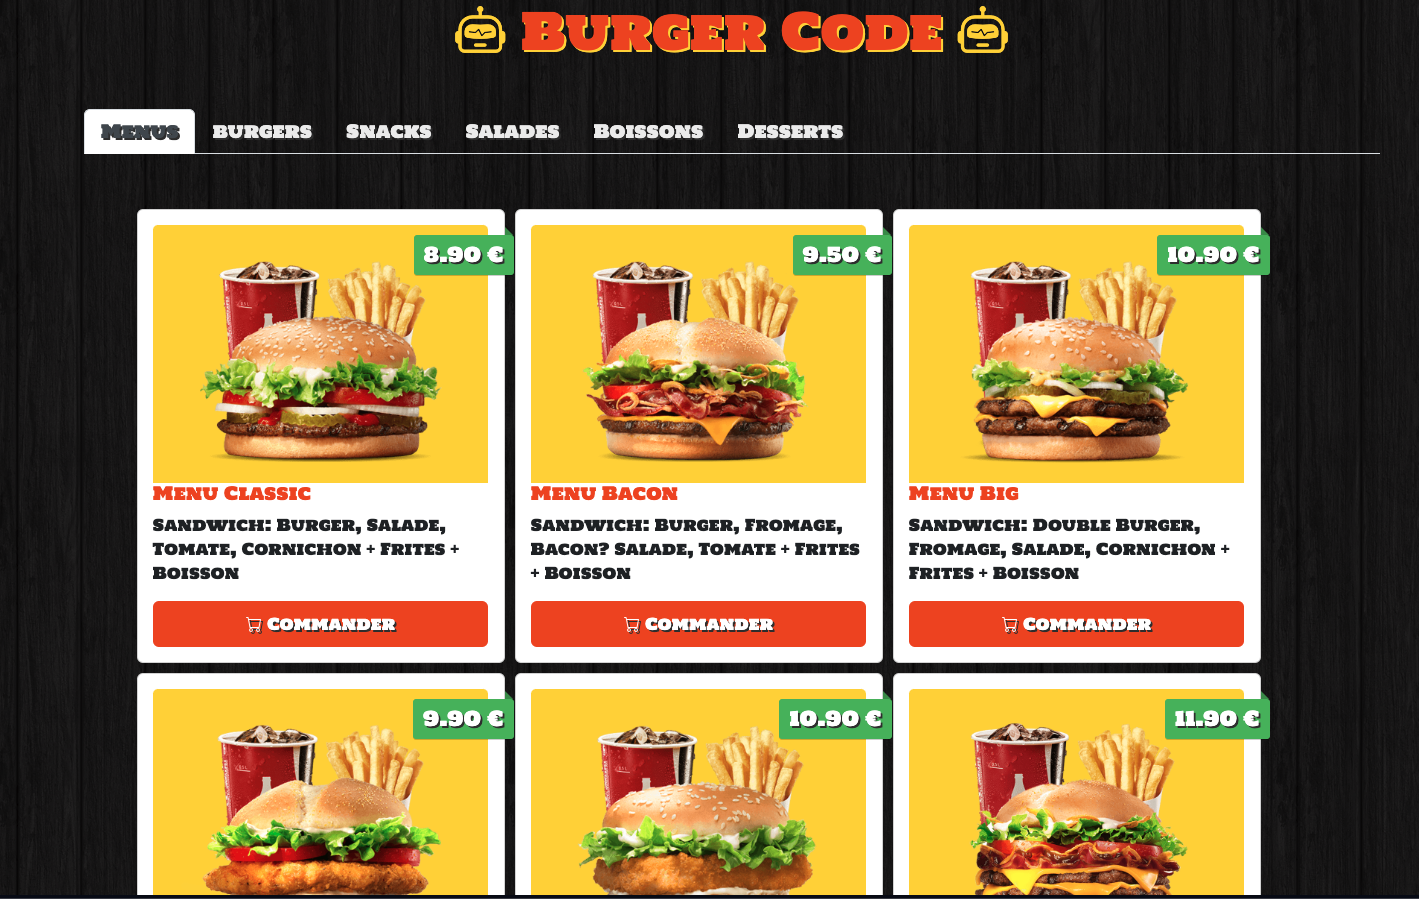 Burger Code
Menus Burgers Snacks Salades Boissons Desserts
8.90 €
9.50 €
10.90 €
Menu Classic
Sandwich: Burger, Salade,
Tomate, Cornichon + Frites +
Boisson
Commander
Menu Bacon
Sandwich: Burger, Fromage,
Bacon? Salade, Tomate + Frites
+ Boisson
Commander
Menu Big
Sandwich: Double Burger,
Fromage, Salade, Cornichon +
Frites + Boisson
Commander
9.90 €
10.90 €
11.90 €